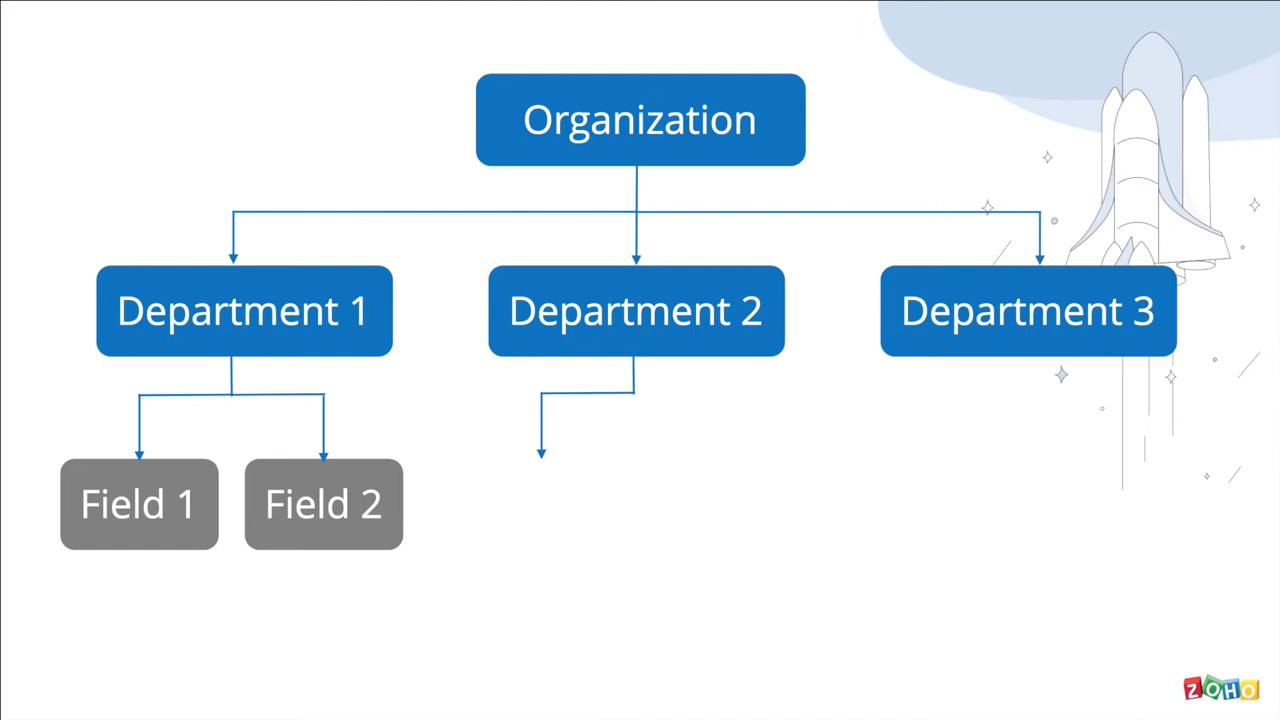 Organization
Department 1
Department 2
Department 3
Field 1
Field 2
ZOHO